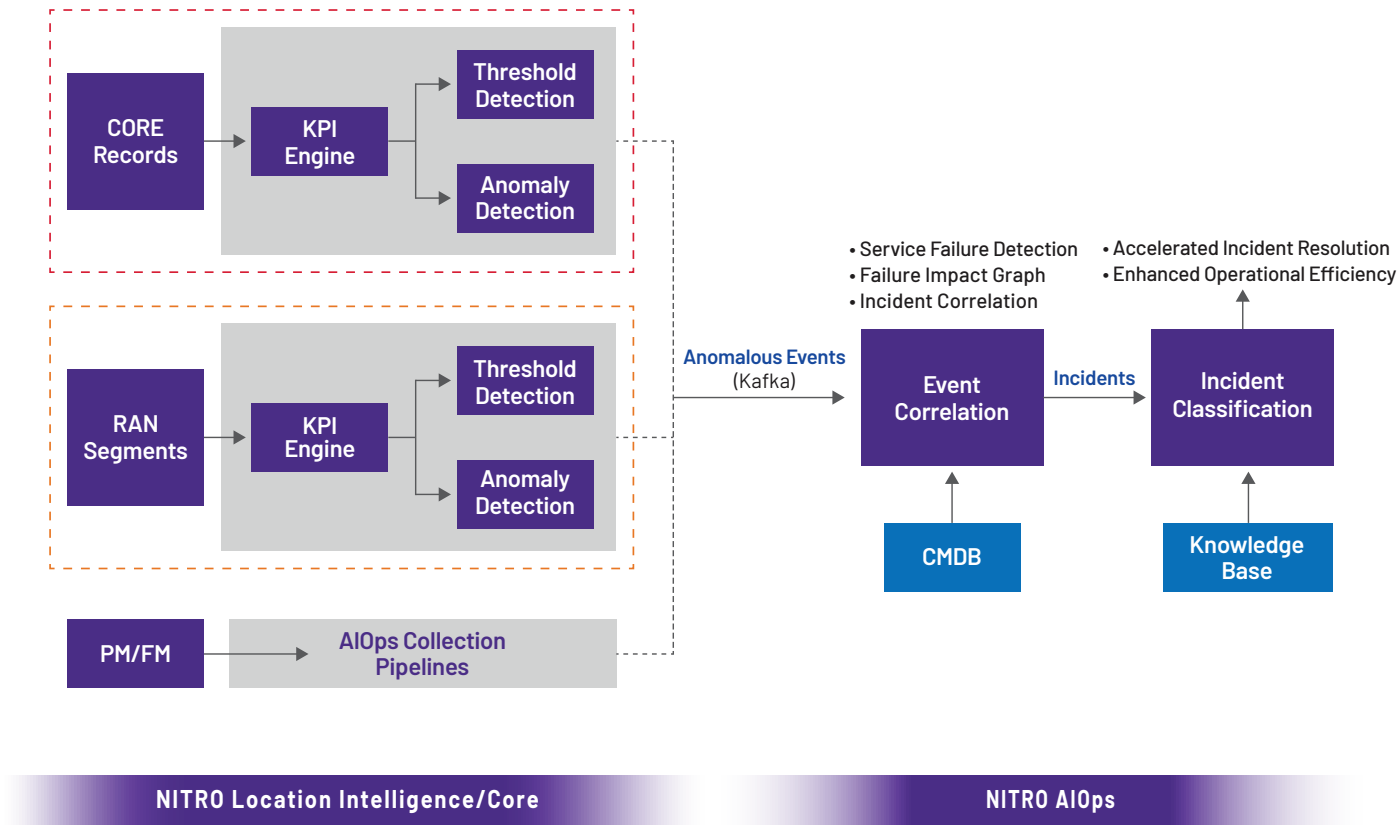 CORE
Records
KPI
Engine
Threshold
Detection
Anomaly
Detection
RAN
Segments
KPI
Engine
Threshold
Detection
Anomaly
Detection
PM/FM
AIOps Collection
Pipelines
Anomalous Events
(Kafka)
• Service Failure Detection
• Failure Impact Graph
• Incident Correlation
Event
Correlation
CMDB
Incidents
• Accelerated Incident Resolution
• Enhanced Operational Efficiency
Incident
Classification
Knowledge
Base
NITRO Location Intelligence/Core
NITRO AIOps